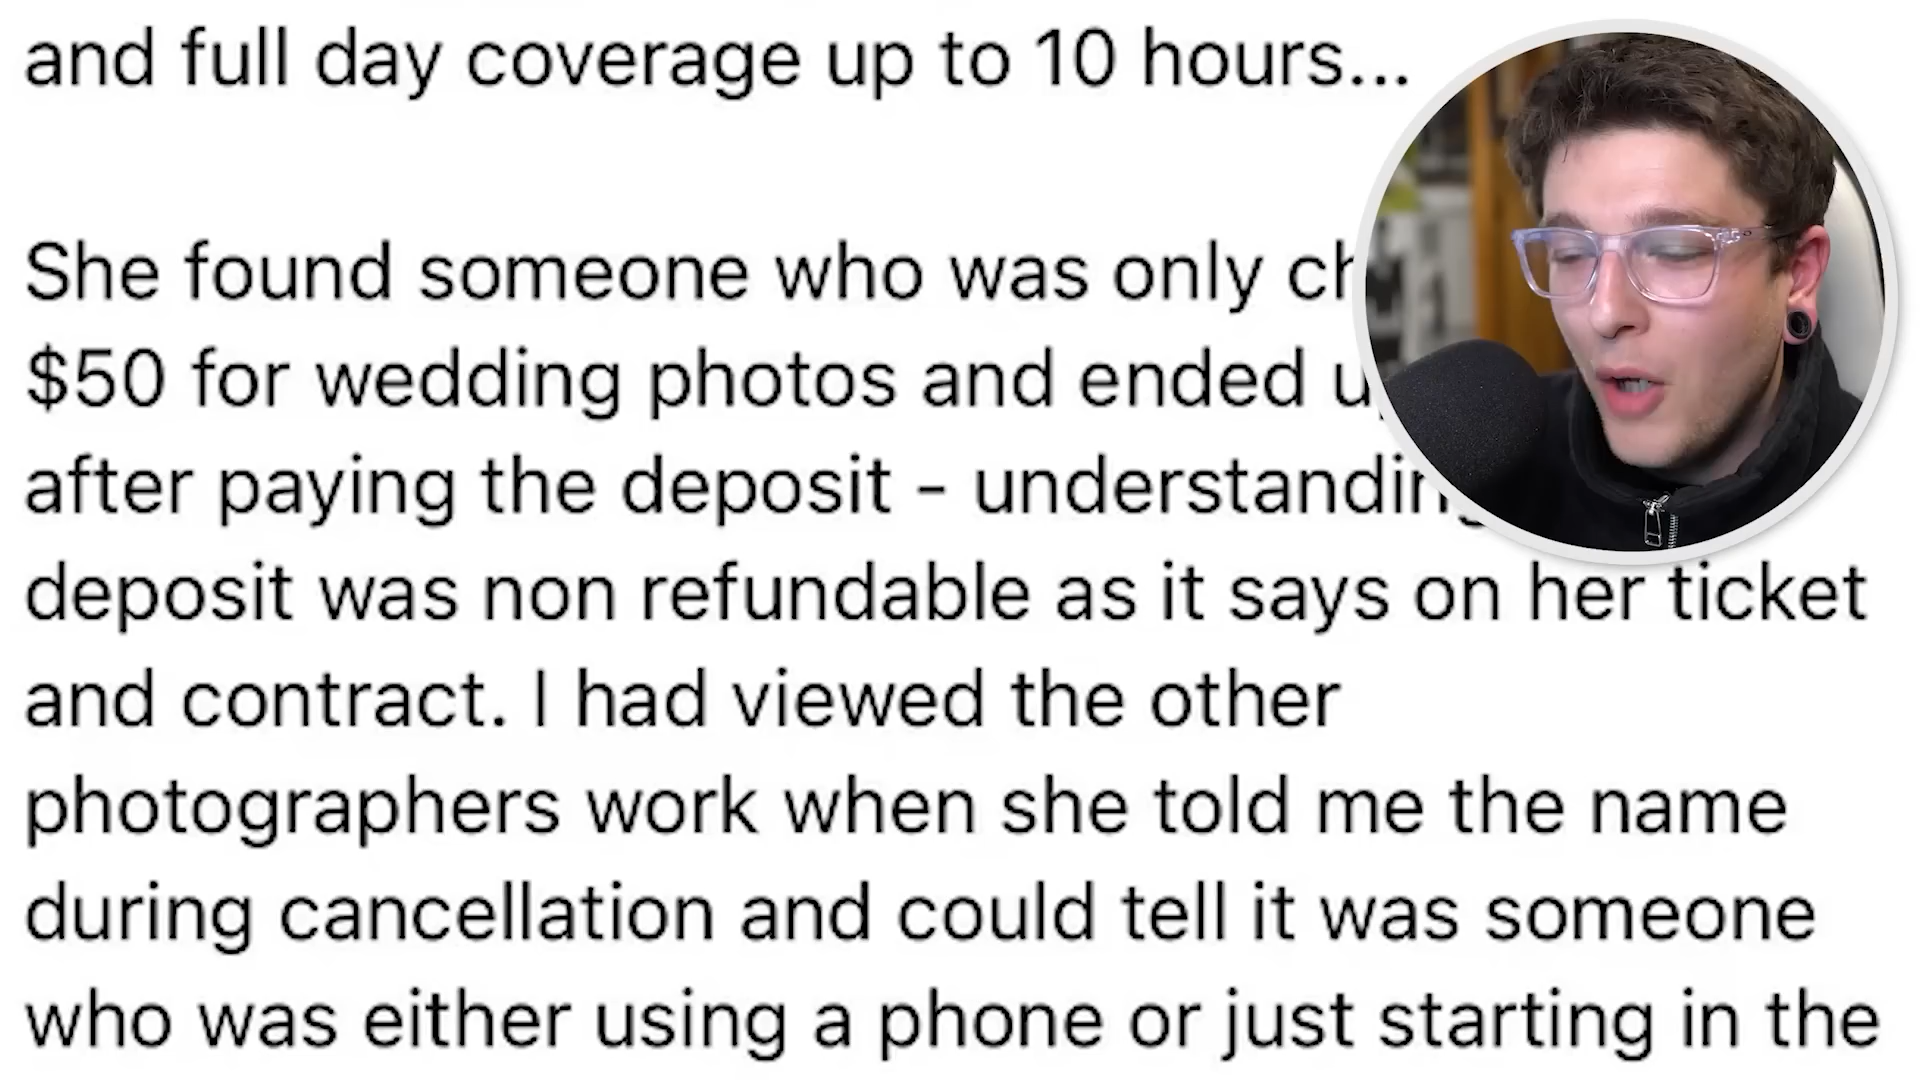 and full day coverage up to 10 hours...
She found someone who was only
$50 for wedding photos and ended
after paying the deposit - understanding
deposit was non refundable as it says on her ticket
and contract. I had viewed the other
photographers work when she told me the name
during cancellation and could tell it was someone
who was either using a phone or just starting in the